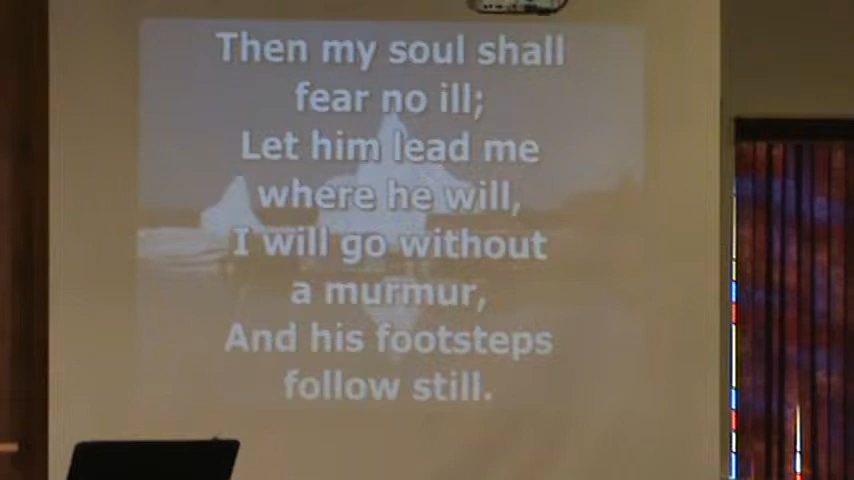 Then my soul shall
fear no ill;
Let him lead me
where he will,
I will go without
a murmur,
And his footsteps
follow still.